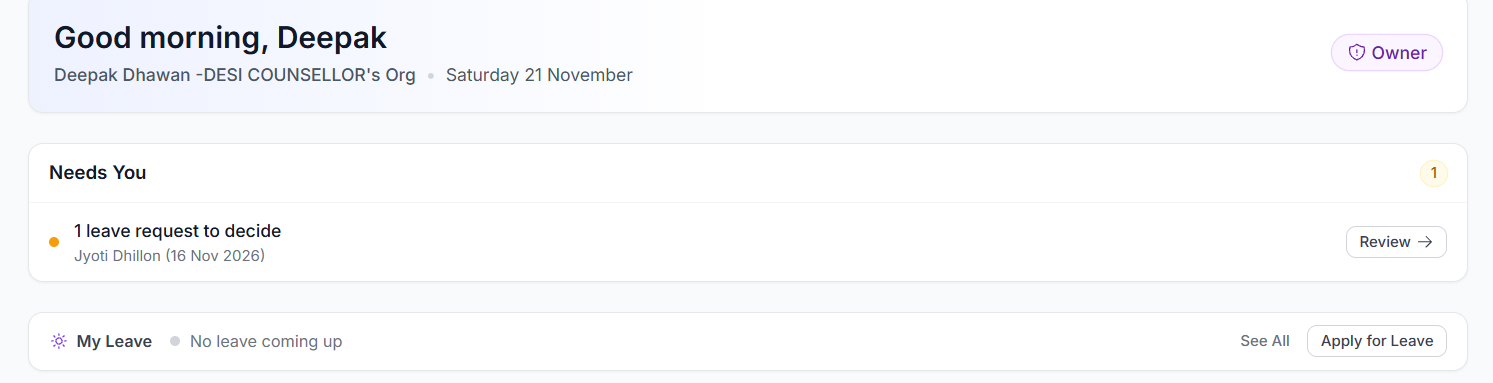 Good morning, Deepak
Deepak Dhawan -DESI COUNSELLOR's Org • Saturday 21 November
Owner
Needs You
1
1 leave request to decide
Jyoti Dhillon (16 Nov 2026)
Review →
My Leave
No leave coming up
See All
Apply for Leave